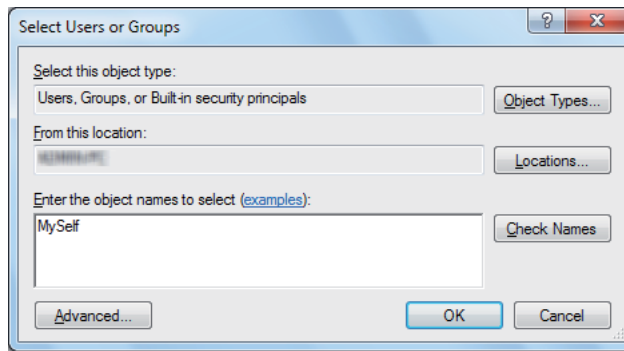 Select Users or Groups
Select this object type:
Users, Groups, or Built-in security principals
Object Types...
From this location:
Locations...
Enter the object names to select (examples):
MySelf
Check Names
Advanced...
OK
Cancel